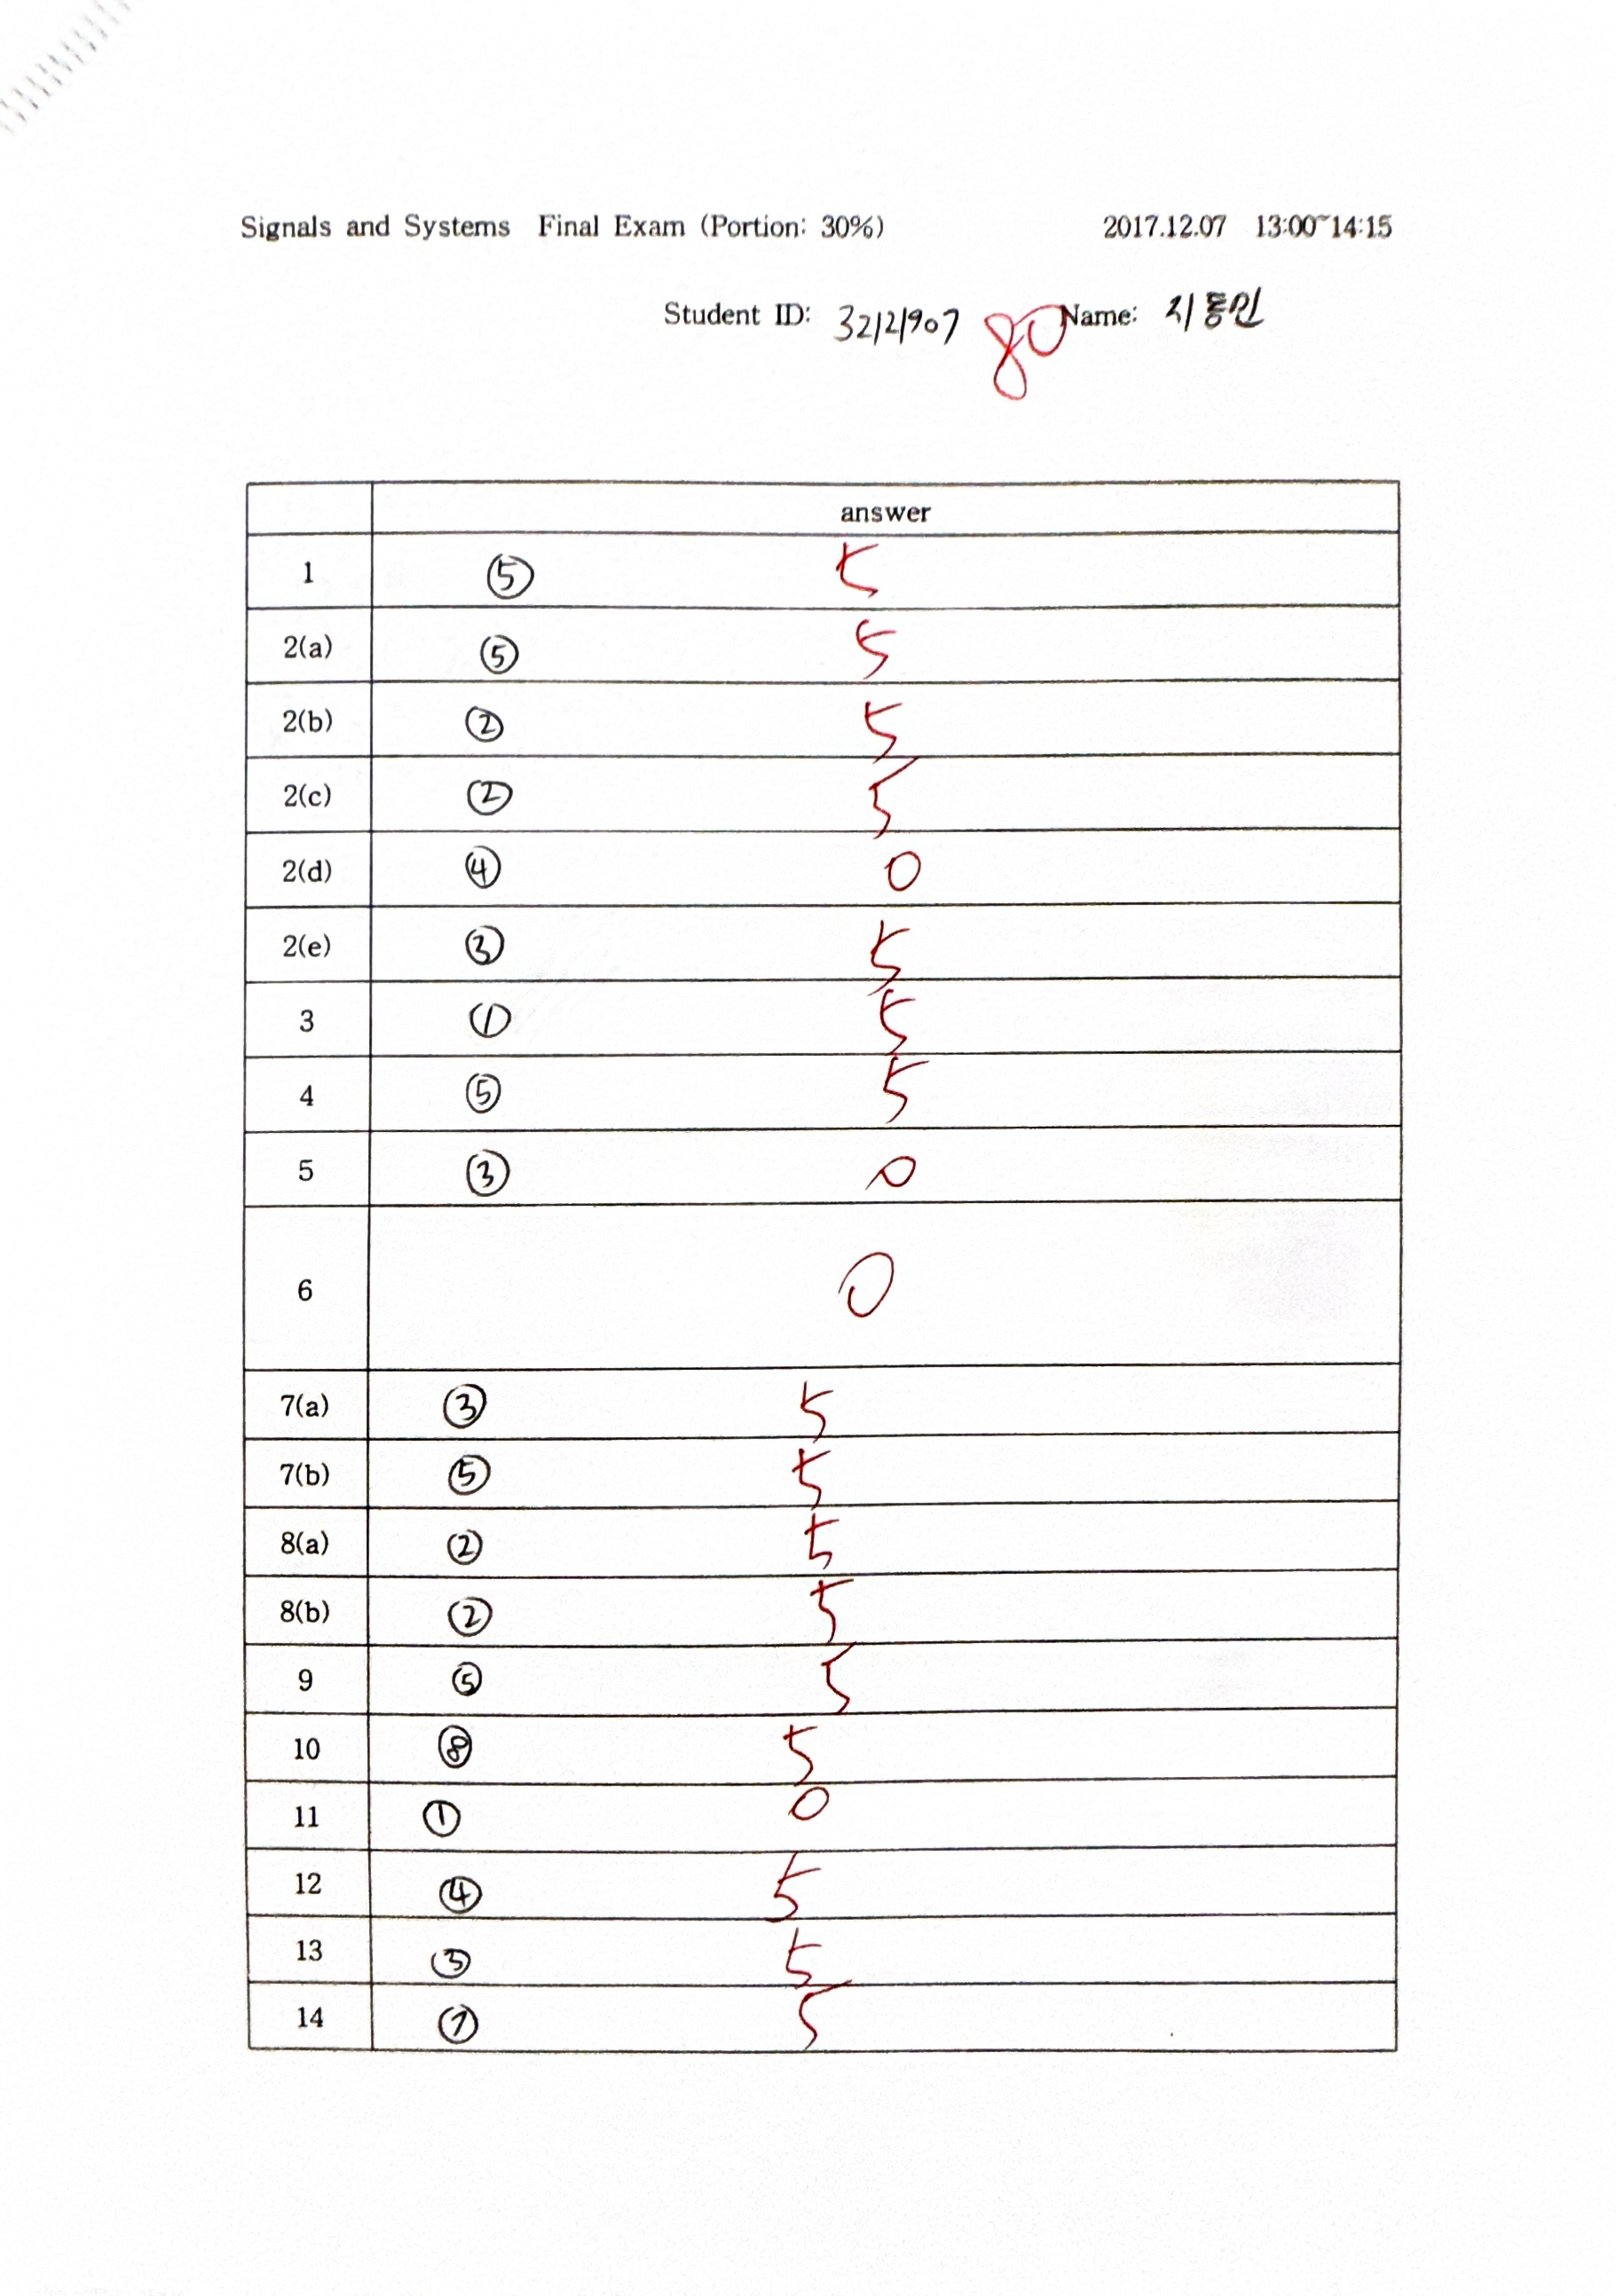 Signals and Systems Final Exam (Portion: 30%) 2017.12.07 13:00~14:15
Student ID: 32121907 80 Name: 지동민
answer
1 ⑤ 5
2(a) ⑤ 5
2(b) ② 5
2(c) ② 5
2(d) ④ 0
2(e) ③ 5
3 ① 5
4 ⑤ 5
5 ③ 0
6 0
7(a) ③ 5
7(b) ⑤ 5
8(a) ② 5
8(b) ② 5
9 ⑤ 5
10 ⑧ 5
11 ① 0
12 ④ 5
13 ③ 5
14 ⑦ 5